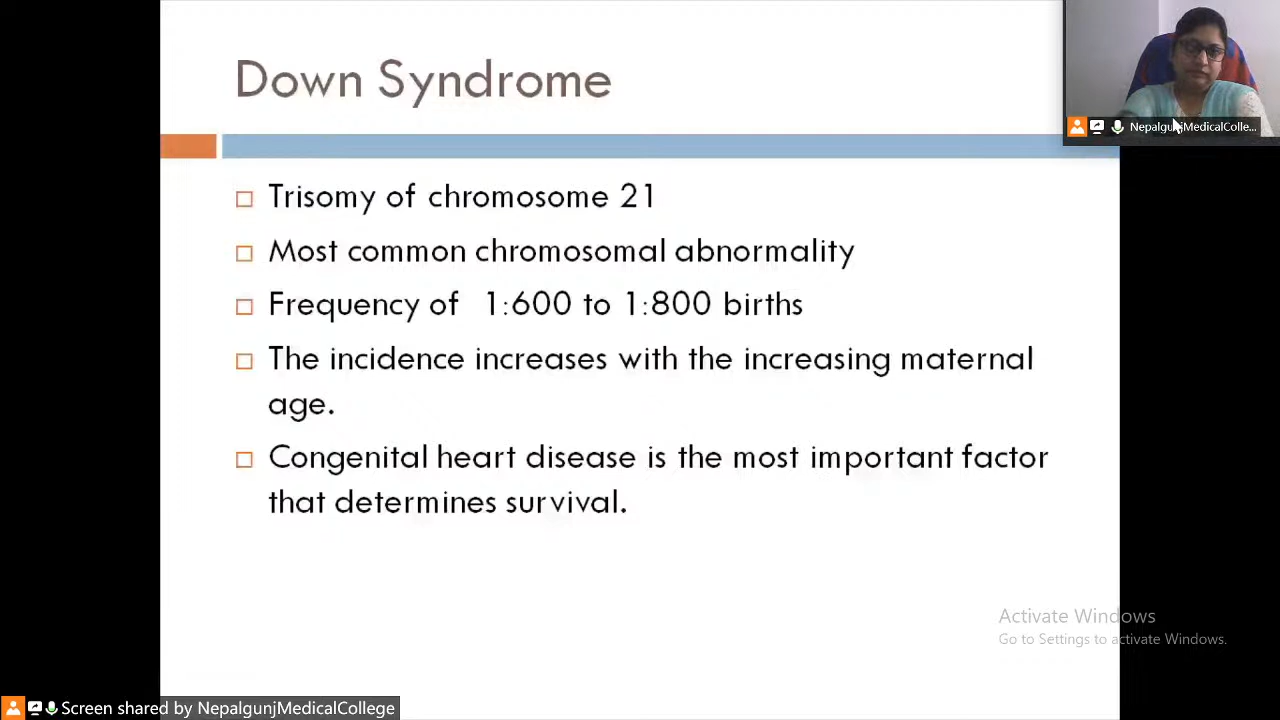 Down Syndrome
NepalgunjMedicalColle...
Trisomy of chromosome 21
Most common chromosomal abnormality
Frequency of 1:600 to 1:800 births
The incidence increases with the increasing maternal
age.
Congenital heart disease is the most important factor
that determines survival.
Activate Windows
Go to Settings to activate Windows.
Screen shared by NepalgunjMedicalCollege